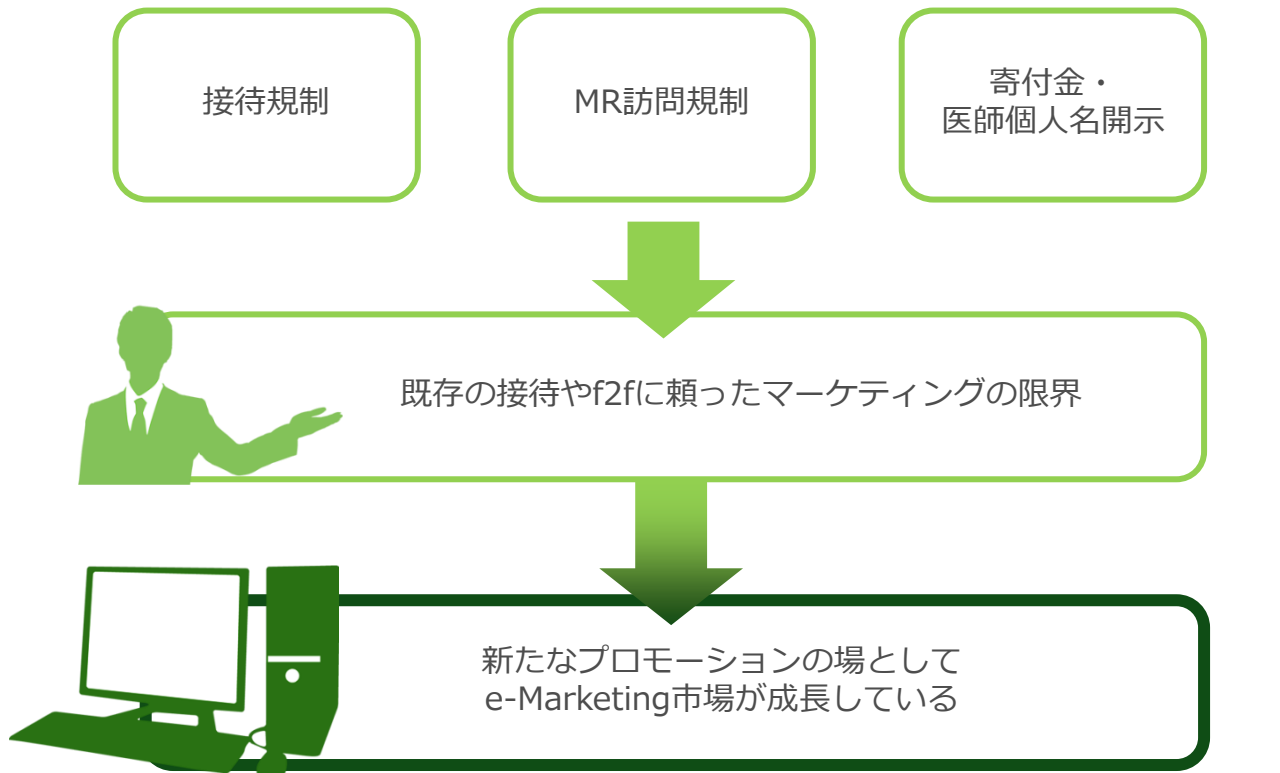 接待規制
MR訪問規制
寄付金・
医師個人名開示
既存の接待やf2fに頼ったマーケティングの限界
新たなプロモーションの場として
e-Marketing市場が成長している